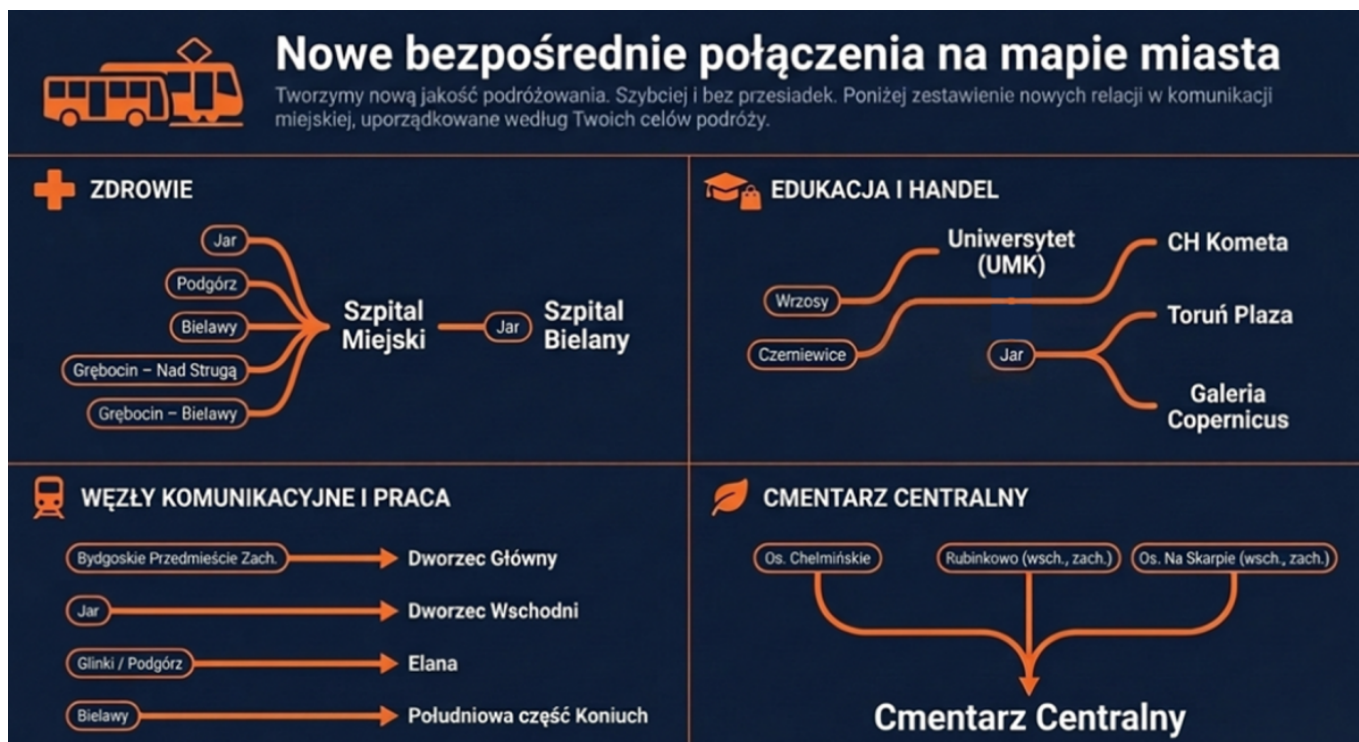 Nowe bezpośrednie połączenia na mapie miasta
Tworzymy nową jakość podróżowania. Szybciej i bez przesiadek. Poniżej zestawienie nowych relacji w komunikacji
miejskiej, uporządkowane według Twoich celów podróży.
ZDROWIE
Jar
Podgórz
Bielawy
Grębocin – Nad Strugą
Grębocin – Bielawy
Szpital
Miejski
Jar
Szpital
Bielany
EDUKACJA I HANDEL
Wrzosy
Czerniewice
Uniwersytet
(UMK)
Jar
CH Kometa
Toruń Plaza
Galeria
Copernicus
WĘZŁY KOMUNIKACYJNE I PRACA
Bydgoskie Przedmieście Zach.
Dworzec Główny
Jar
Dworzec Wschodni
Glinki / Podgórz
Elana
Bielawy
Południowa część Koniuch
CMENTARZ CENTRALNY
Os. Chełmińskie
Rubinkowo (wsch., zach.)
Os. Na Skarpie (wsch., zach.)
Cmentarz Centralny